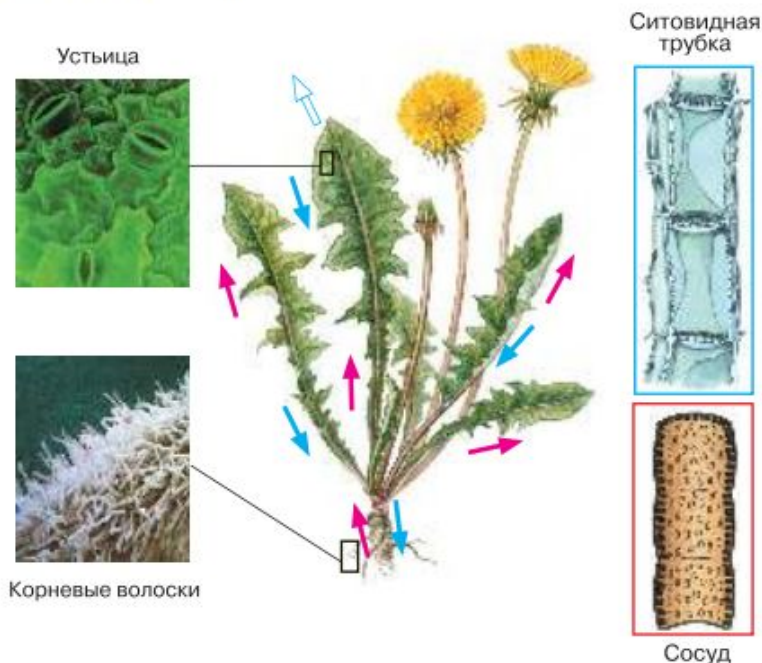 Устьица
Ситовидная
трубка
Корневые волоски
Сосуд